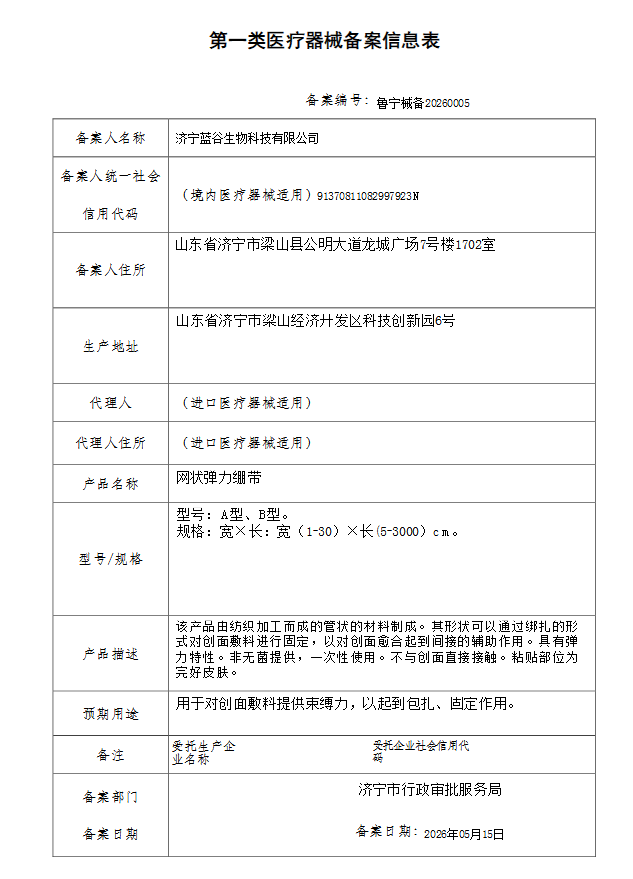 第一类医疗器械备案信息表
备案编号：鲁宁械备20260005
备案人名称 济宁蓝谷生物科技有限公司
备案人统一社会
信用代码
（境内医疗器械适用）91370811082997923N
备案人住所
山东省济宁市梁山县公明大道龙城广场7号楼1702室
生产地址
山东省济宁市梁山经济开发区科技创新园6号
代理人 （进口医疗器械适用）
代理人住所 （进口医疗器械适用）
产品名称 网状弹力绷带
型号/规格
型号：A型、B型。
规格：宽×长：宽（1-30）×长(5-3000）cm。
产品描述
该产品由纺织加工而成的管状的材料制成。其形状可以通过绑扎的形
式对创面敷料进行固定，以对创面愈合起到间接的辅助作用。具有弹
力特性。非无菌提供，一次性使用。不与创面直接接触。粘贴部位为
完好皮肤。
预期用途 用于对创面敷料提供束缚力，以起到包扎、固定作用。
备注
受托生产企
业名称
受托企业社会信用代
码
备案部门
备案日期
济宁市行政审批服务局
备案日期：2026年05月15日